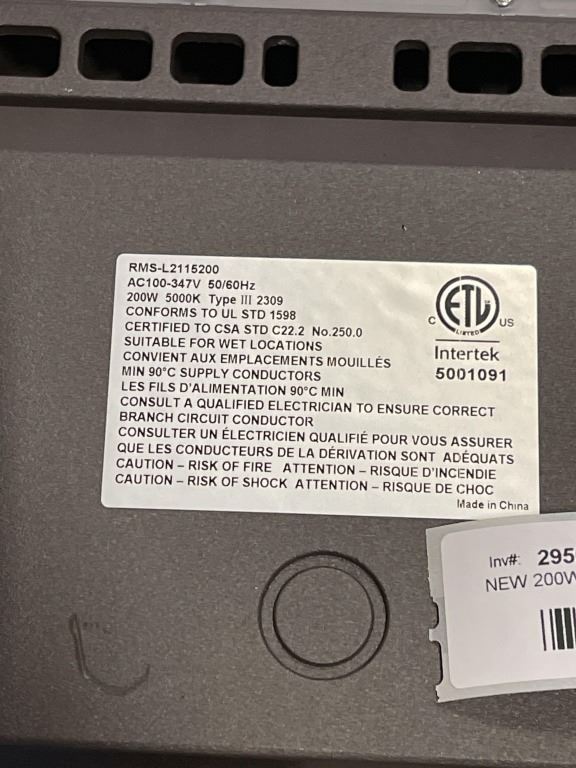 RMS-L2115200
AC100-347V 50/60Hz
200W 5000K Type III 2309
CONFORMS TO UL STD 1598
CERTIFIED TO CSA STD C22.2 No.250.0
SUITABLE FOR WET LOCATIONS
CONVIENT AUX EMPLACEMENTS MOUILLÉS
MIN 90°C SUPPLY CONDUCTORS
LES FILS D'ALIMENTATION 90°C MIN
CONSULT A QUALIFIED ELECTRICIAN TO ENSURE CORRECT
BRANCH CIRCUIT CONDUCTOR
CONSULTER UN ÉLECTRICIEN QUALIFIÉ POUR VOUS ASSURER
QUE LES CONDUCTEURS DE LA DÉRIVATION SONT ADÉQUATS
CAUTION – RISK OF FIRE ATTENTION – RISQUE D'INCENDIE
CAUTION – RISK OF SHOCK ATTENTION – RISQUE DE CHOC
Made in China
ETL
C LISTED US
Intertek
5001091
Inv#: 295
NEW 200W